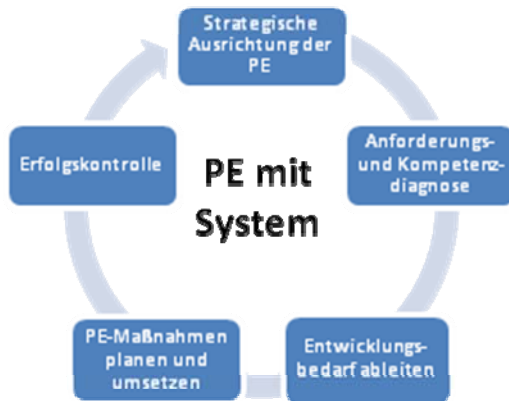 Strategische
Ausrichtung der
PE
Anforderungs-
und Kompetenz-
diagnose
Entwicklungs-
bedarf ableiten
PE-Maßnahmen
planen und
umsetzen
Erfolgskontrolle
PE mit
System